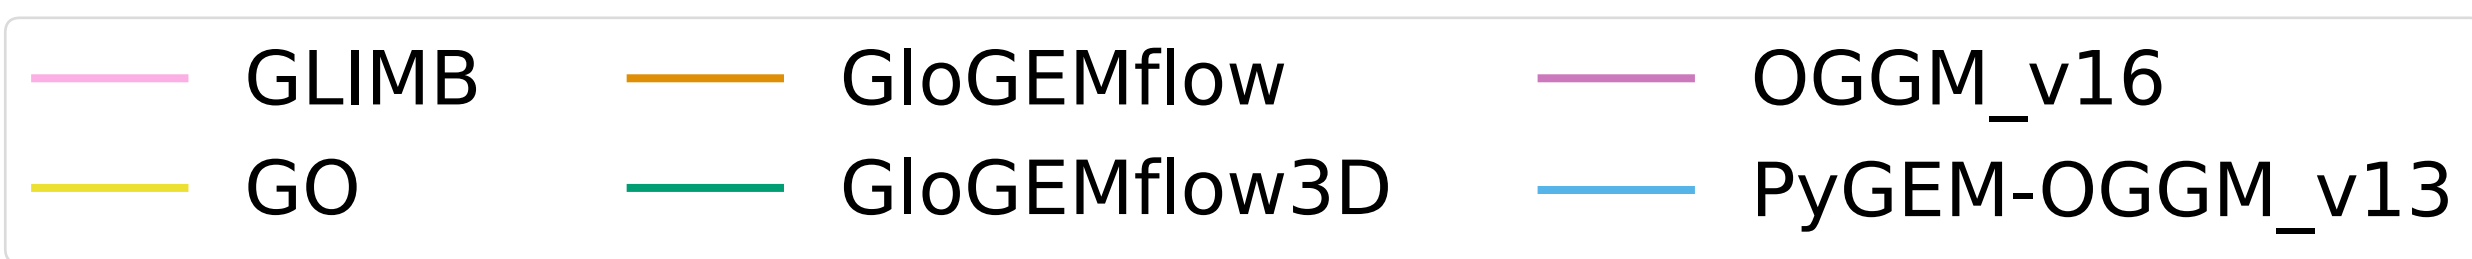 GLIMB GloGEMflow OGGM_v16
GO GloGEMflow3D PyGEM-OGGM_v13